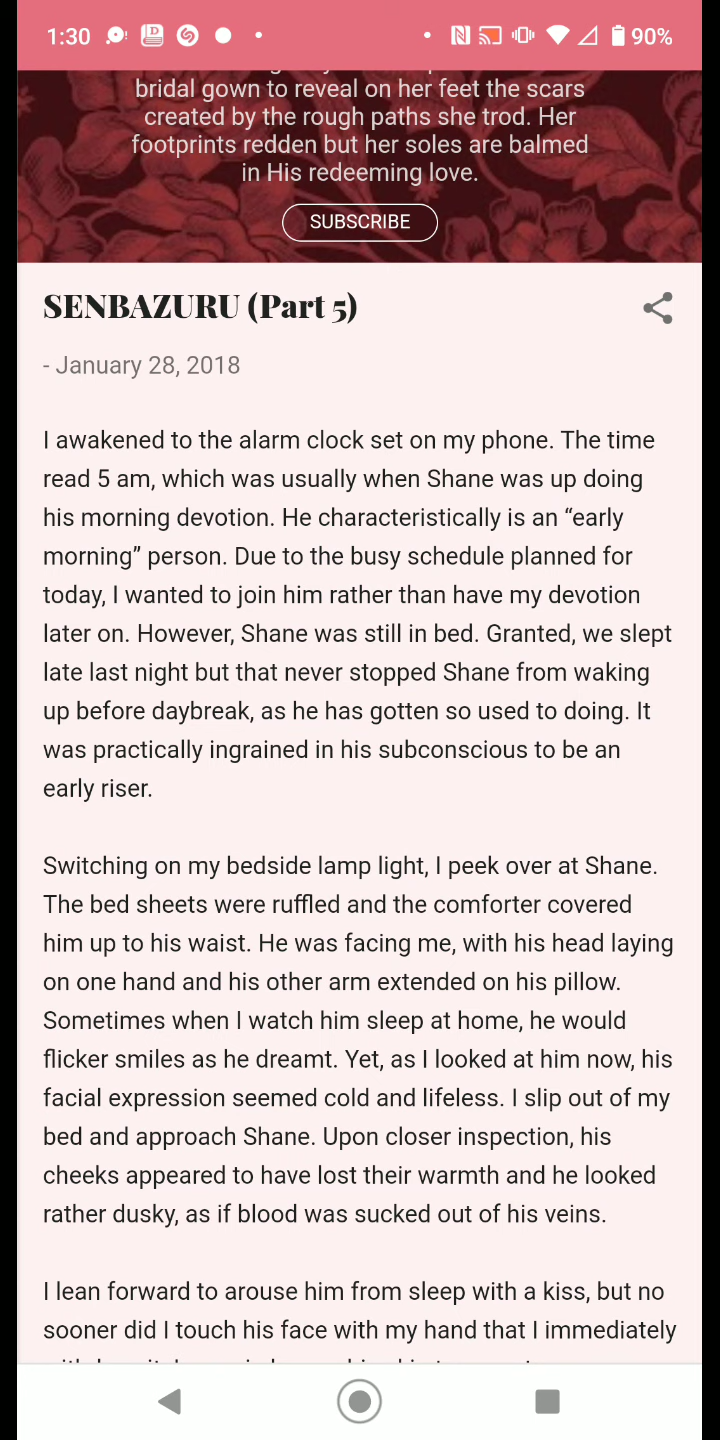 1:30
90%
bridal gown to reveal on her feet the scars
created by the rough paths she trod. Her
footprints redden but her soles are balmed
in His redeeming love.
SUBSCRIBE
SENBAZURU (Part 5)
- January 28, 2018
I awakened to the alarm clock set on my phone. The time
read 5 am, which was usually when Shane was up doing
his morning devotion. He characteristically is an “early
morning” person. Due to the busy schedule planned for
today, I wanted to join him rather than have my devotion
later on. However, Shane was still in bed. Granted, we slept
late last night but that never stopped Shane from waking
up before daybreak, as he has gotten so used to doing. It
was practically ingrained in his subconscious to be an
early riser.
Switching on my bedside lamp light, I peek over at Shane.
The bed sheets were ruffled and the comforter covered
him up to his waist. He was facing me, with his head laying
on one hand and his other arm extended on his pillow.
Sometimes when I watch him sleep at home, he would
flicker smiles as he dreamt. Yet, as I looked at him now, his
facial expression seemed cold and lifeless. I slip out of my
bed and approach Shane. Upon closer inspection, his
cheeks appeared to have lost their warmth and he looked
rather dusky, as if blood was sucked out of his veins.
I lean forward to arouse him from sleep with a kiss, but no
sooner did I touch his face with my hand that I immediately